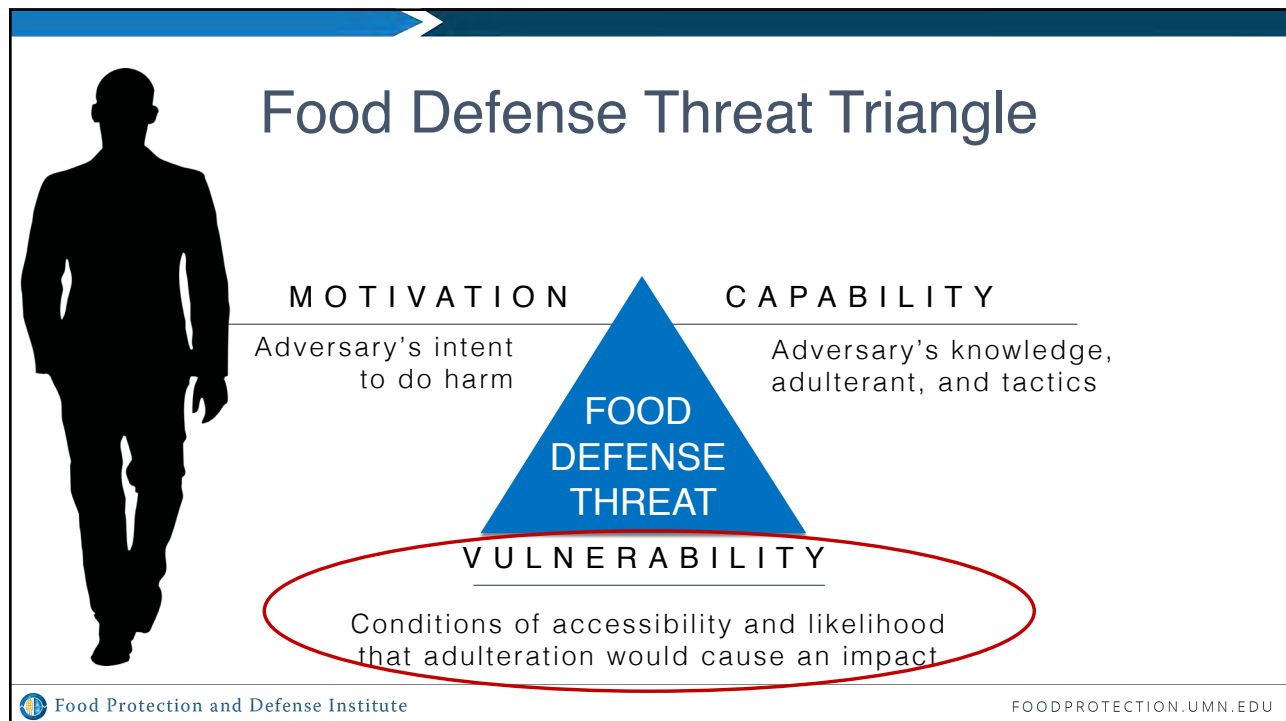 Food Defense Threat Triangle
MOTIVATION
Adversary's intent
to do harm
CAPABILITY
Adversary's knowledge,
adulterant, and tactics
FOOD
DEFENSE
THREAT
VULNERABILITY
Conditions of accessibility and likelihood
that adulteration would cause an impact
Food Protection and Defense Institute
FOODPROTECTION.UMN.EDU